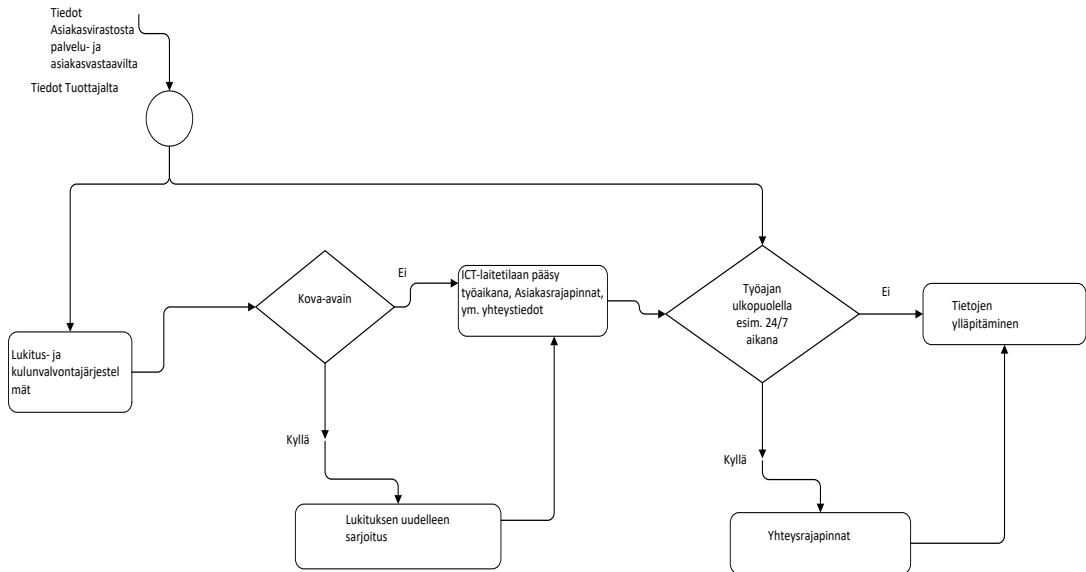 Tiedot
Asiakasvirastosta
palvelu- ja
asiakasvastaavilta
Tiedot Tuottajalta
Lukitus- ja
kulunvalvontajärjestel
mät
Kova-avain
Ei
ICT-laitetilaan pääsy
työaikana, Asiakasrajapinnat,
ym. yhteystiedot
Työajan
ulkopuolella
esim. 24/7
aikana
Ei
Tietojen
ylläpitäminen
Kyllä
Lukituksen uudelleen
sarjoitus
Kyllä
Yhteysrajapinnat